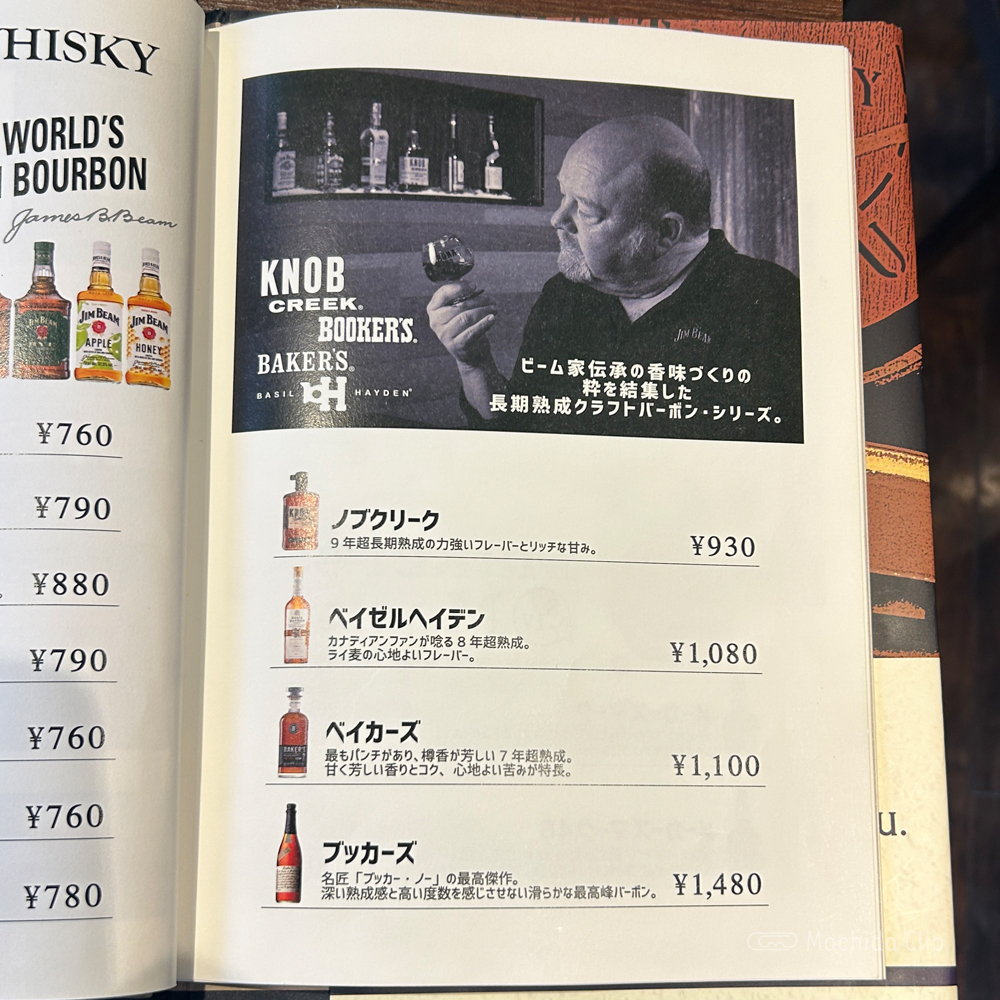 HISKY
WORLD'S
BOURBON
James B. Beam
JIM BEAM
JIM BEAM
APPLE
JIM BEAM
HONEY
¥760
¥790
¥880
¥790
¥760
¥760
¥780
KNOB
CREEK®
BOOKER'S®
BAKER'S®
BASIL bH HAYDEN®
JIM BEAM
ビーム家伝承の香味づくりの
粋を結集した
長期熟成クラフトバーボン・シリーズ。
ノブクリーク
9年超長期熟成の力強いフレーバーとリッチな甘み。
¥930
ベイゼルヘイデン
カナディアンファンが唸る8年超熟成。
ライ麦の心地よいフレーバー。
¥1,080
BAKER'S
ベイカーズ
最もパンチがあり、樽香が芳しい7年超熟成。
甘く芳しい香りとコク、心地よい苦みが特長。
¥1,100
ブッカーズ
名匠「ブッカー・ノー」の最高傑作。
深い熟成感と高い度数を感じさせない滑らかな最高峰バーボン。
¥1,480
Y
u.
Machida Clip